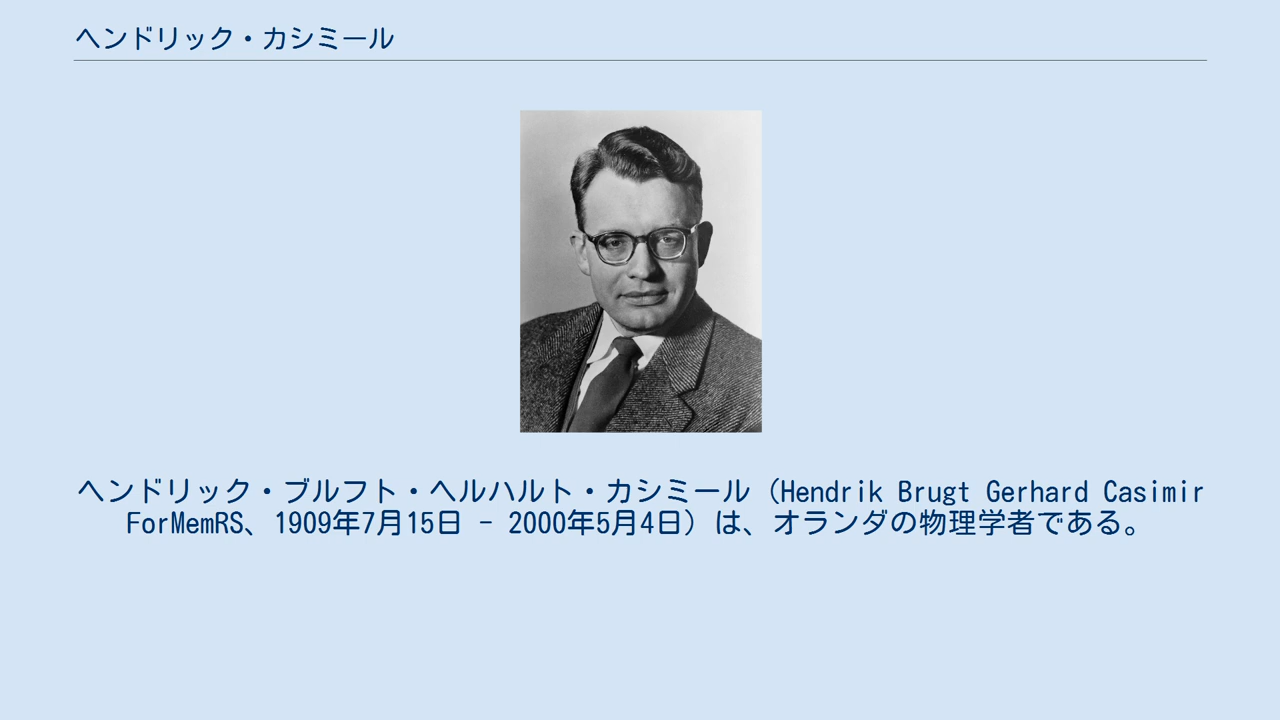 ヘンドリック・カシミール
ヘンドリック・ブルフト・ヘルハルト・カシミール（Hendrik Brugt Gerhard Casimir
ForMemRS、1909年7月15日 - 2000年5月4日）は、オランダの物理学者である。